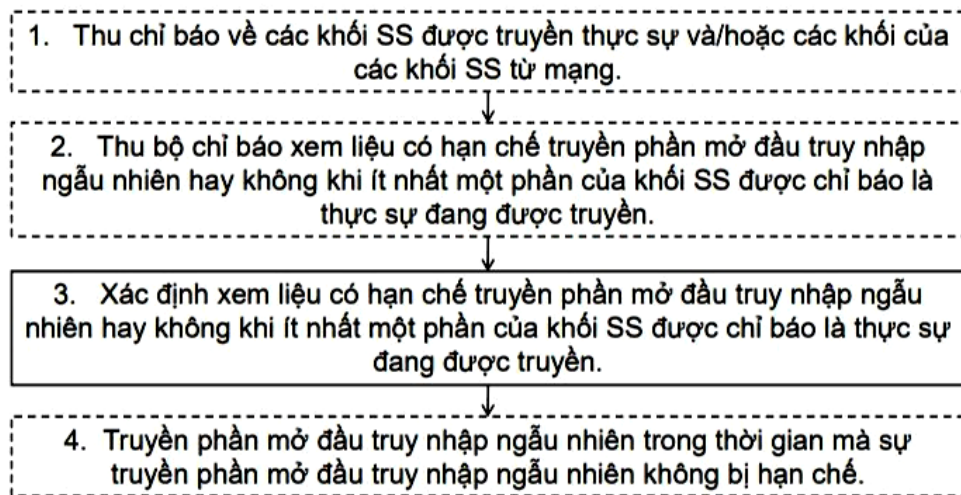 1. Thu chỉ báo về các khối SS được truyền thực sự và/hoặc các khối của
các khối SS từ mạng.
2. Thu bộ chỉ báo xem liệu có hạn chế truyền phần mở đầu truy nhập
ngẫu nhiên hay không khi ít nhất một phần của khối SS được chỉ báo là
thực sự đang được truyền.
3. Xác định xem liệu có hạn chế truyền phần mở đầu truy nhập ngẫu
nhiên hay không khi ít nhất một phần của khối SS được chỉ báo là thực sự
đang được truyền.
4. Truyền phần mở đầu truy nhập ngẫu nhiên trong thời gian mà sự
truyền phần mở đầu truy nhập ngẫu nhiên không bị hạn chế.